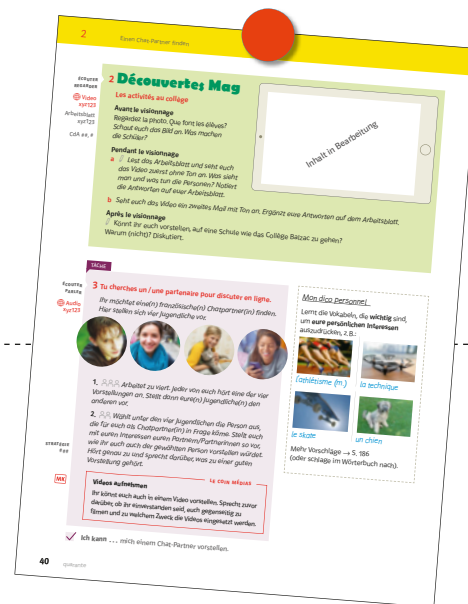 2
Einen Chat-Partner finden
ÉCOUTER
REGARDER
Video
xyz123
Arbeitsblatt
xyz123
CdA ##, #
2 Découvertes Mag
Les activités au collège
Avant le visionnage
Regardez la photo. Que font les élèves?
Schaut euch das Bild an. Was machen
die Schüler?
Pendant le visionnage
a Lest das Arbeitsblatt und seht euch
das Video zuerst ohne Ton an. Was sieht
man und was tun die Personen? Notiert
die Antworten auf euer Arbeitsblatt.
b Seht euch das Video ein zweites Mal mit Ton an. Ergänzt eure Antworten auf dem Arbeitsblatt.
Après le visionnage
Könnt ihr euch vorstellen, auf eine Schule wie das Collège Balzac zu gehen?
Warum (nicht)? Diskutiert.
Inhalt in Bearbeitung
TÂCHE
ÉCOUTER
PARLER
Audio
xyz123
3 Tu cherches un / une partenaire pour discuter en ligne.
Ihr möchtet eine(n) französische(n) Chatpartner(in) finden.
Hier stellen sich vier Jugendliche vor.
1. Arbeitet zu viert. Jeder von euch hört eine der vier
Vorstellungen an. Stellt dann eure(n) Jugendliche(n) den
anderen vor.
2. Wählt unter den vier Jugendlichen die Person aus,
die für euch als Chatpartner(in) in Frage käme. Stellt euch
mit euren Interessen euren Partnern/Partnerinnen so vor,
wie ihr euch auch der gewählten Person vorstellen würdet.
Hört genau zu und sprecht darüber, was zu einer guten
Vorstellung gehört.
STRATÉGIE
MK
LE COIN MÉDIAS
Videos aufnehmen
Ihr könnt euch auch in einem Video vorstellen. Sprecht zuvor
darüber, ob ihr einverstanden seid, euch gegenseitig zu
filmen und zu welchem Zweck die Videos eingesetzt werden.
Ich kann ... mich einem Chat-Partner vorstellen.
Mon dico personnel
Lernt die Vokabeln, die wichtig sind,
um eure persönlichen Interessen
auszudrücken, z. B.:
l'athlétisme (m.)
la technique
le skate
un chien
Mehr Vorschläge → S. 186
(oder schlage im Wörterbuch nach).
40